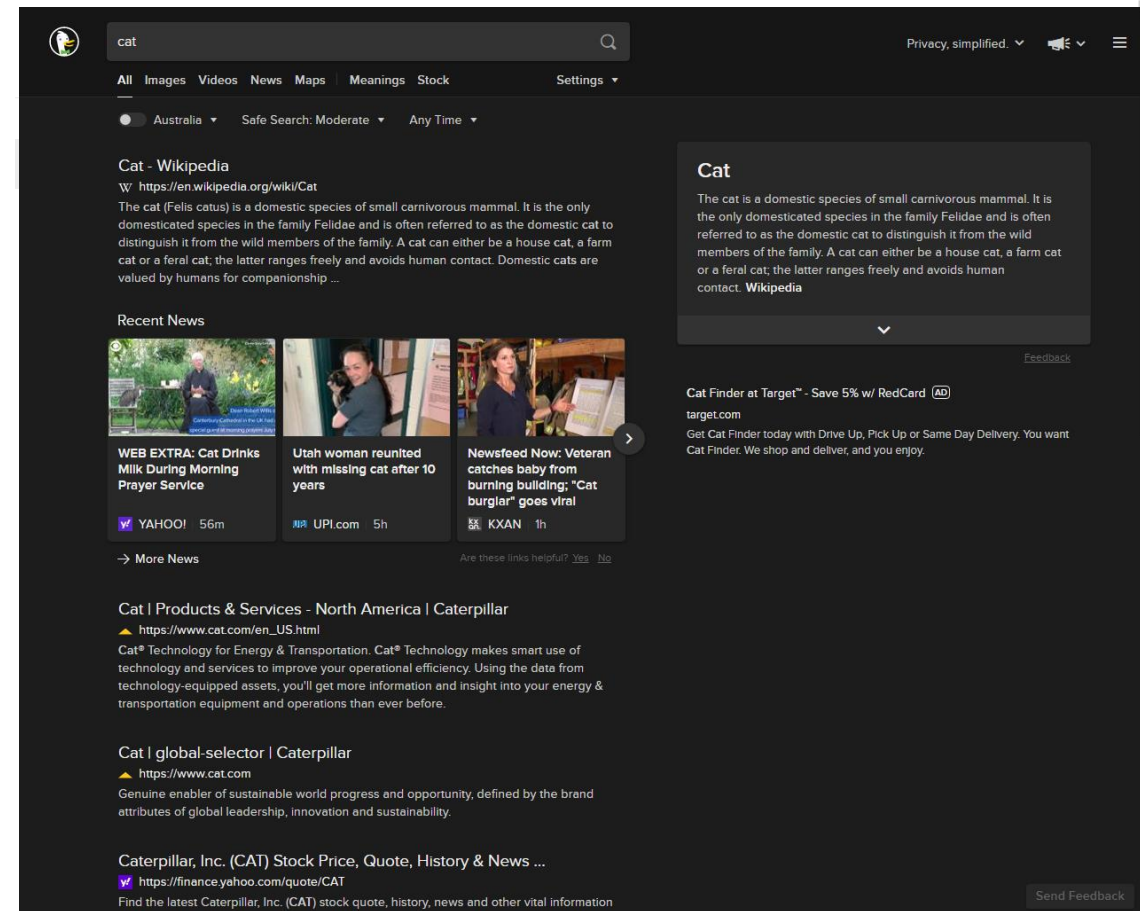 cat
Privacy, simplified.
All Images Videos News Maps Meanings Stock Settings
Australia Safe Search: Moderate Any Time
Cat - Wikipedia
W https://en.wikipedia.org/wiki/Cat
The cat (Felis catus) is a domestic species of small carnivorous mammal. It is the only
domesticated species in the family Felidae and is often referred to as the domestic cat to
distinguish it from the wild members of the family. A cat can either be a house cat, a farm
cat or a feral cat; the latter ranges freely and avoids human contact. Domestic cats are
valued by humans for companionship ...
Recent News
WEB EXTRA: Cat Drinks
Milk During Morning
Prayer Service
y! YAHOO! 56m
Utah woman reunited
with missing cat after 10
years
UPI UPI.com 5h
Newsfeed Now: Veteran
catches baby from
burning building; "Cat
burglar" goes viral
KXAN 1h
More News
Are these links helpful? Yes No
Cat | Products & Services - North America | Caterpillar
https://www.cat.com/en_US.html
Cat® Technology for Energy & Transportation. Cat® Technology makes smart use of
technology and services to improve your operational efficiency. Using the data from
technology-equipped assets, you'll get more information and insight into your energy &
transportation equipment and operations than ever before.
Cat | global-selector | Caterpillar
https://www.cat.com
Genuine enabler of sustainable world progress and opportunity, defined by the brand
attributes of global leadership, innovation and sustainability.
Caterpillar, Inc. (CAT) Stock Price, Quote, History & News ...
y! https://finance.yahoo.com/quote/CAT
Find the latest Caterpillar, Inc. (CAT) stock quote, history, news and other vital information
Cat
The cat is a domestic species of small carnivorous mammal. It is
the only domesticated species in the family Felidae and is often
referred to as the domestic cat to distinguish it from the wild
members of the family. A cat can either be a house cat, a farm cat
or a feral cat; the latter ranges freely and avoids human
contact. Wikipedia
Feedback
Cat Finder at Target™ - Save 5% w/ RedCard AD
target.com
Get Cat Finder today with Drive Up, Pick Up or Same Day Delivery. You want
Cat Finder. We shop and deliver, and you enjoy.
Send Feedback